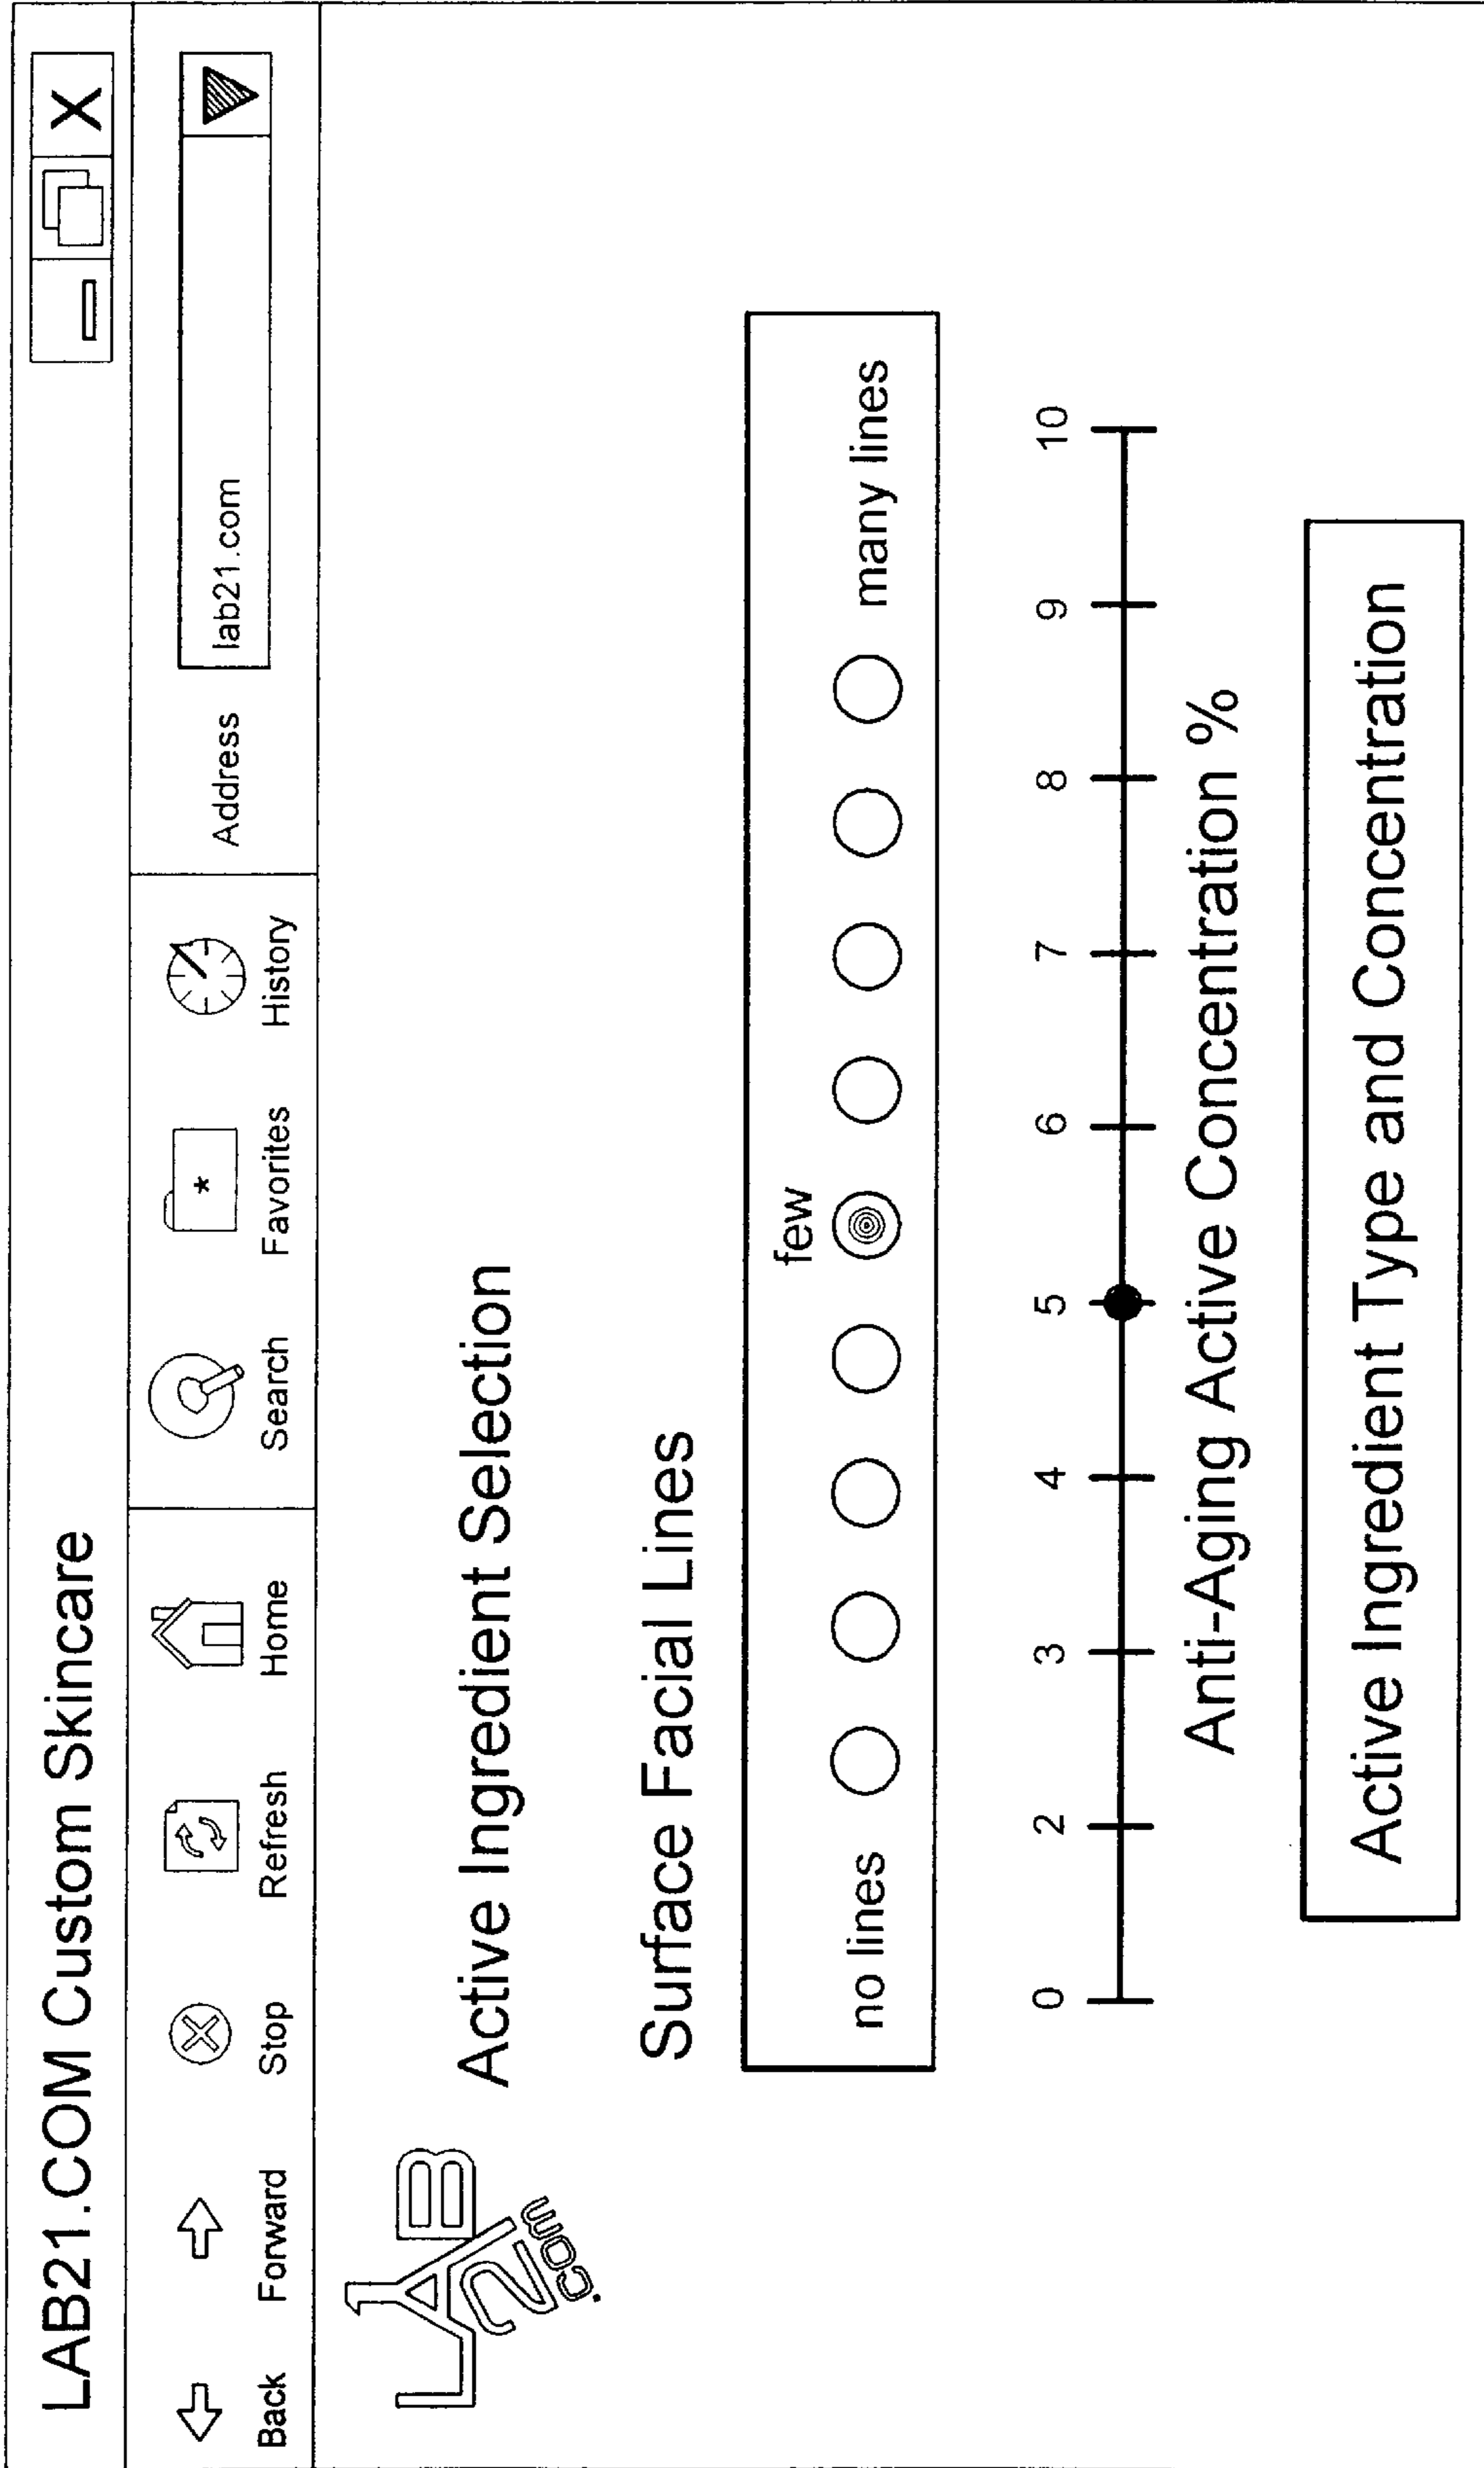 LAB21.COM Custom Skincare
X
Back Forward Stop Refresh Home Search Favorites History Address lab21.com
LAB
21
.com
Active Ingredient Selection
Surface Facial Lines
few
no lines many lines
0 2 3 4 5 6 7 8 9 10
Anti-Aging Active Concentration %
Active Ingredient Type and Concentration